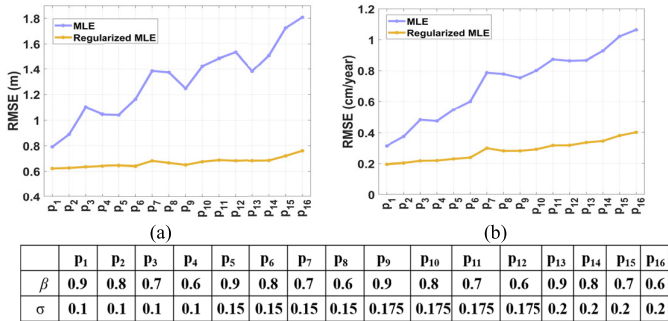 MLE
Regularized MLE
RMSE (m)
1.8
1.6
1.4
1.2
1
0.8
0.6
0.4
p1 p2 p3 p4 p5 p6 p7 p8 p9 p10 p11 p12 p13 p14 p15 p16
(a)
MLE
Regularized MLE
RMSE (cm/year)
1.2
1
0.8
0.6
0.4
0.2
0
p1 p2 p3 p4 p5 p6 p7 p8 p9 p10 p11 p12 p13 p14 p15 p16
(b)
p1 p2 p3 p4 p5 p6 p7 p8 p9 p10 p11 p12 p13 p14 p15 p16
β 0.9 0.8 0.7 0.6 0.9 0.8 0.7 0.6 0.9 0.8 0.7 0.6 0.9 0.8 0.7 0.6
σ 0.1 0.1 0.1 0.1 0.15 0.15 0.15 0.15 0.175 0.175 0.175 0.175 0.2 0.2 0.2 0.2